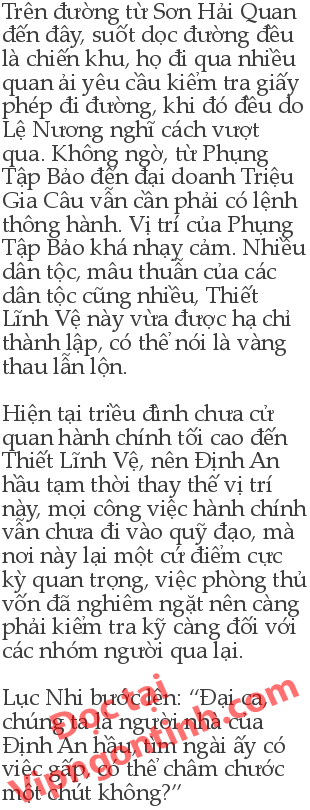 Trên đường từ Sơn Hải Quan
đến đây, suốt dọc đường đều
là chiến khu, họ đi qua nhiều
quan ải yêu cầu kiểm tra giấy
phép đi đường, khi đó đều do
Lệ Nương nghĩ cách vượt
qua. Không ngờ, từ Phụng
Tập Bảo đến đại doanh Triệu
Gia Câu vẫn cần phải có lệnh
thông hành. Vị trí của Phụng
Tập Bảo khá nhạy cảm. Nhiều
dân tộc, mâu thuẫn của các
dân tộc cũng nhiều, Thiết
Lĩnh Vệ này vừa được hạ chỉ
thành lập, có thể nói là vàng
thau lẫn lộn.

Hiện tại triều đình chưa cử
quan hành chính tối cao đến
Thiết Lĩnh Vệ, nên Định An
hầu tạm thời thay thế vị trí
này, mọi công việc hành chính
vẫn chưa đi vào quỹ đạo, mà
nơi này lại một cứ điểm cực
kỳ quan trọng, việc phòng thủ
vốn đã nghiêm ngặt nên càng
phải kiểm tra kỹ càng đối với
các nhóm người qua lại.

Lục Nhi bước lên: “Đại ca,
chúng ta là người nhà của
Định An hầu, tìm ngài ấy có
việc gấp, có thể châm chước
một chút không?”
Đọc tại
Vipngontinh.com